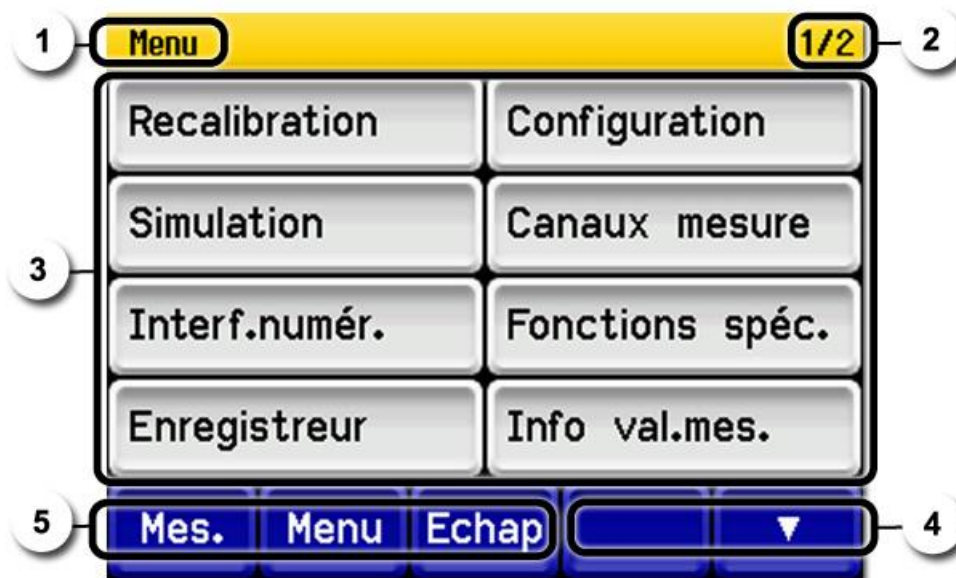 1 Menu 1/2 2
Recalibration Configuration
Simulation Canaux mesure
3
Interf.numér. Fonctions spéc.
Enregistreur Info val.mes.
5 Mes. Menu Echap ▼ 4